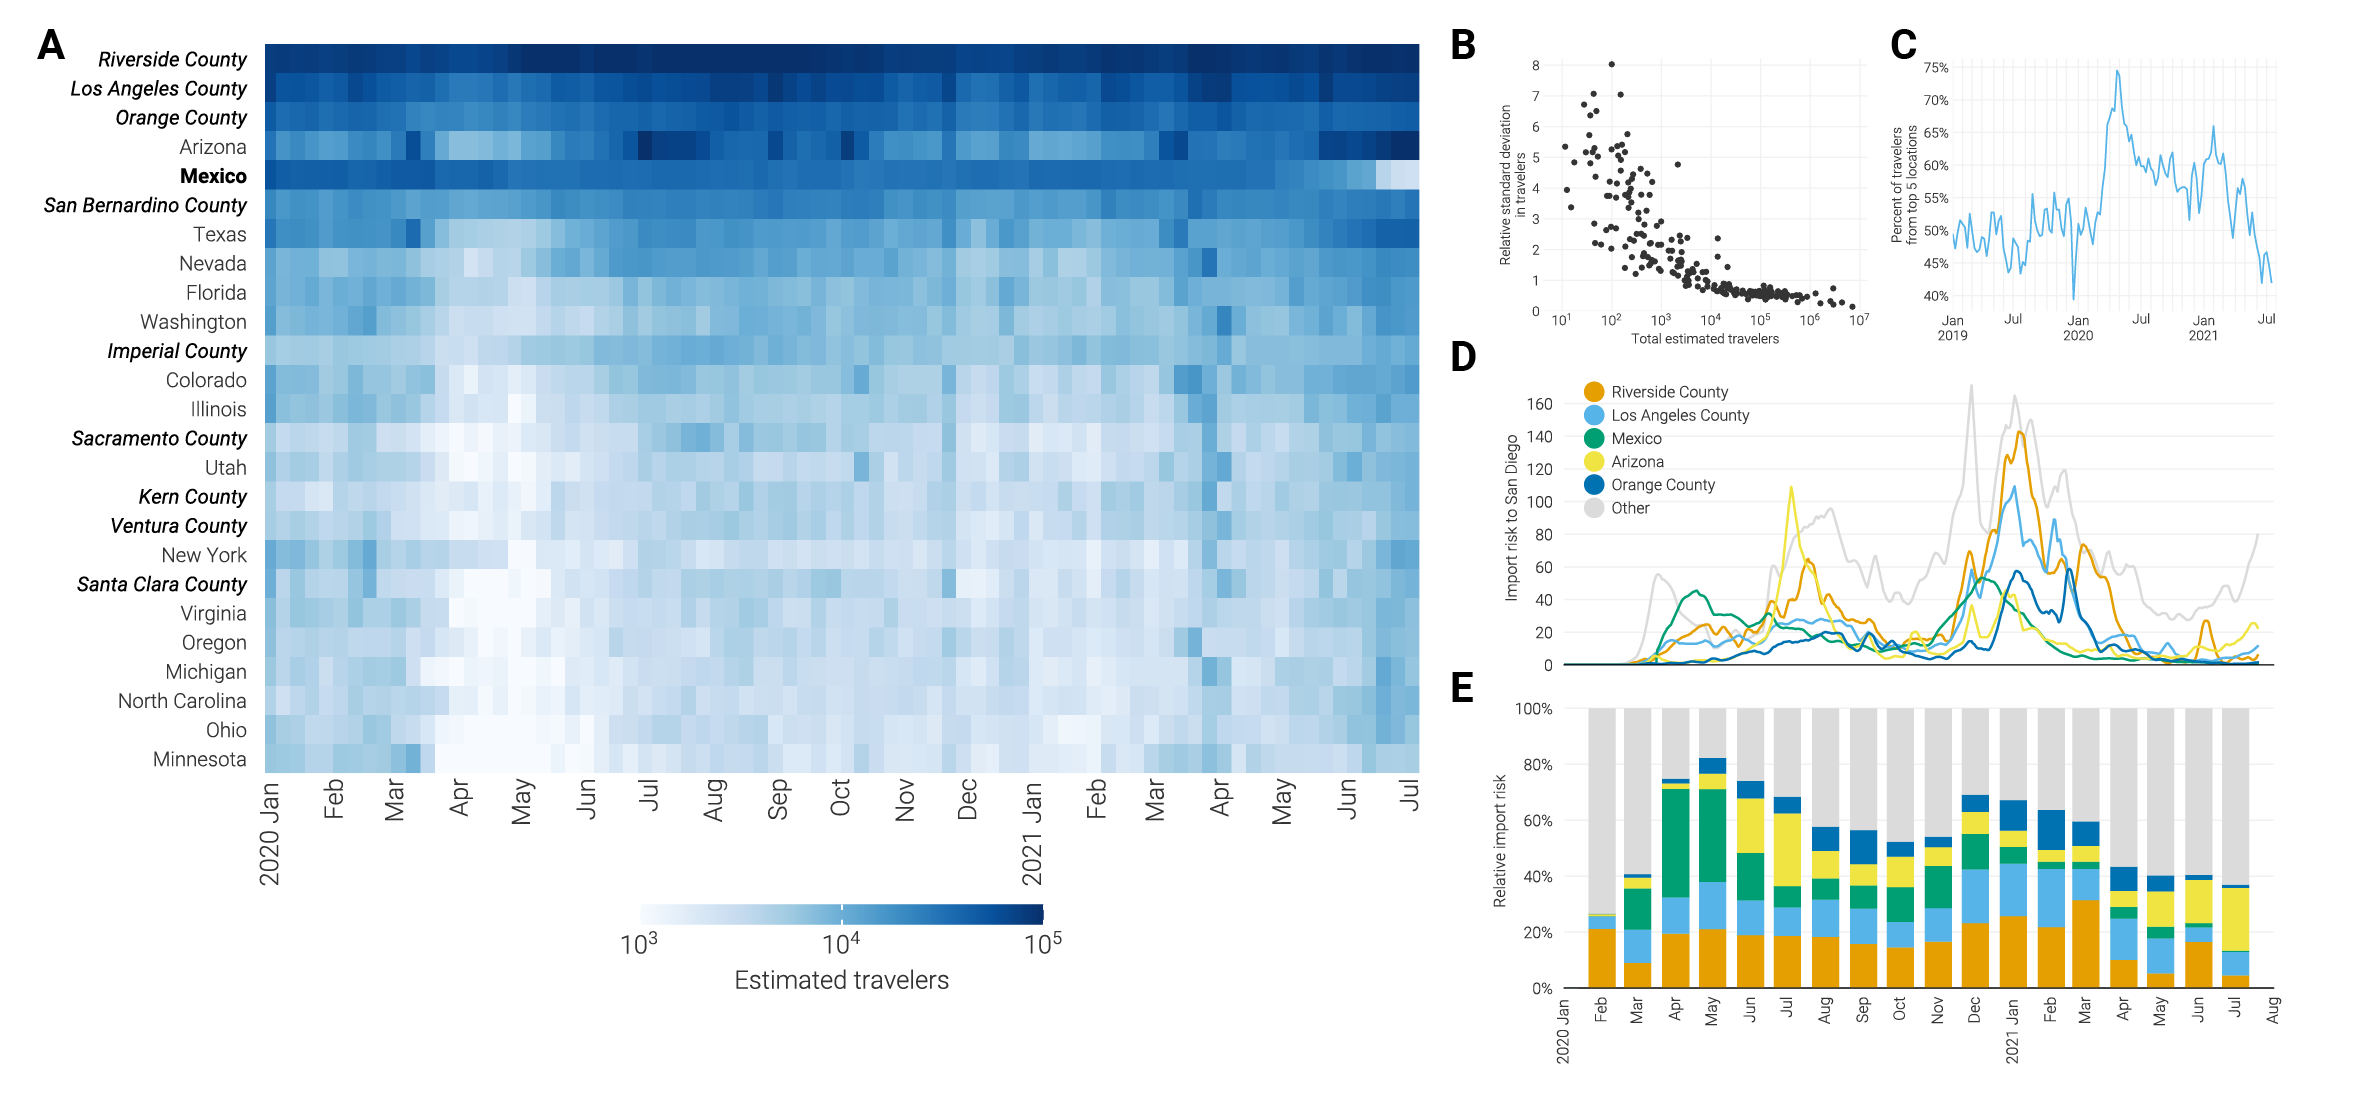 A
Riverside County
Los Angeles County
Orange County
Arizona
Mexico
San Bernardino County
Texas
Nevada
Florida
Washington
Imperial County
Colorado
Illinois
Sacramento County
Utah
Kern County
Ventura County
New York
Santa Clara County
Virginia
Oregon
Michigan
North Carolina
Ohio
Minnesota
2020 Jan
Feb
Mar
Apr
May
Jun
Jul
Aug
Sep
Oct
Nov
Dec
2021 Jan
Feb
Mar
Apr
May
Jun
Jul
10³ 10⁴ 10⁵
Estimated travelers
B
Relative standard deviation
in travelers
8
7
6
5
4
3
2
1
0
10¹ 10² 10³ 10⁴ 10⁵ 10⁶ 10⁷
Total estimated travelers
C
Percent of travelers
from top 5 locations
75%
70%
65%
60%
55%
50%
45%
40%
Jan Jul Jan Jul Jan Jul
2019 2020 2021
D
Import risk to San Diego
160
140
120
100
80
60
40
20
0
Riverside County
Los Angeles County
Mexico
Arizona
Orange County
Other
E
Relative import risk
100%
80%
60%
40%
20%
0%
2020 Jan
Feb
Mar
Apr
May
Jun
Jul
Aug
Sep
Oct
Nov
Dec
2021 Jan
Feb
Mar
Apr
May
Jun
Jul
Aug